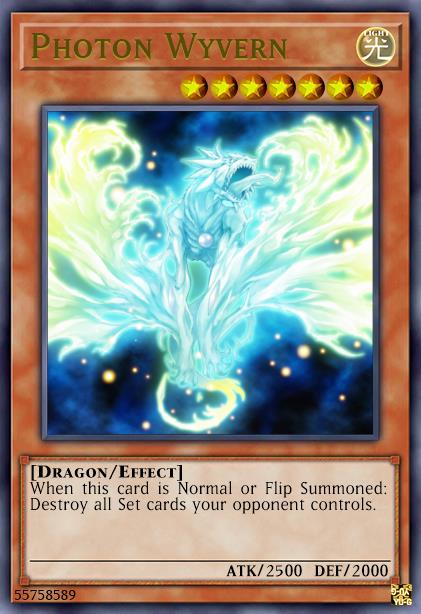 Photon Wyvern
LIGHT
光
[Dragon/Effect]
When this card is Normal or Flip Summoned:
Destroy all Set cards your opponent controls.
ATK/2500 DEF/2000
55758589